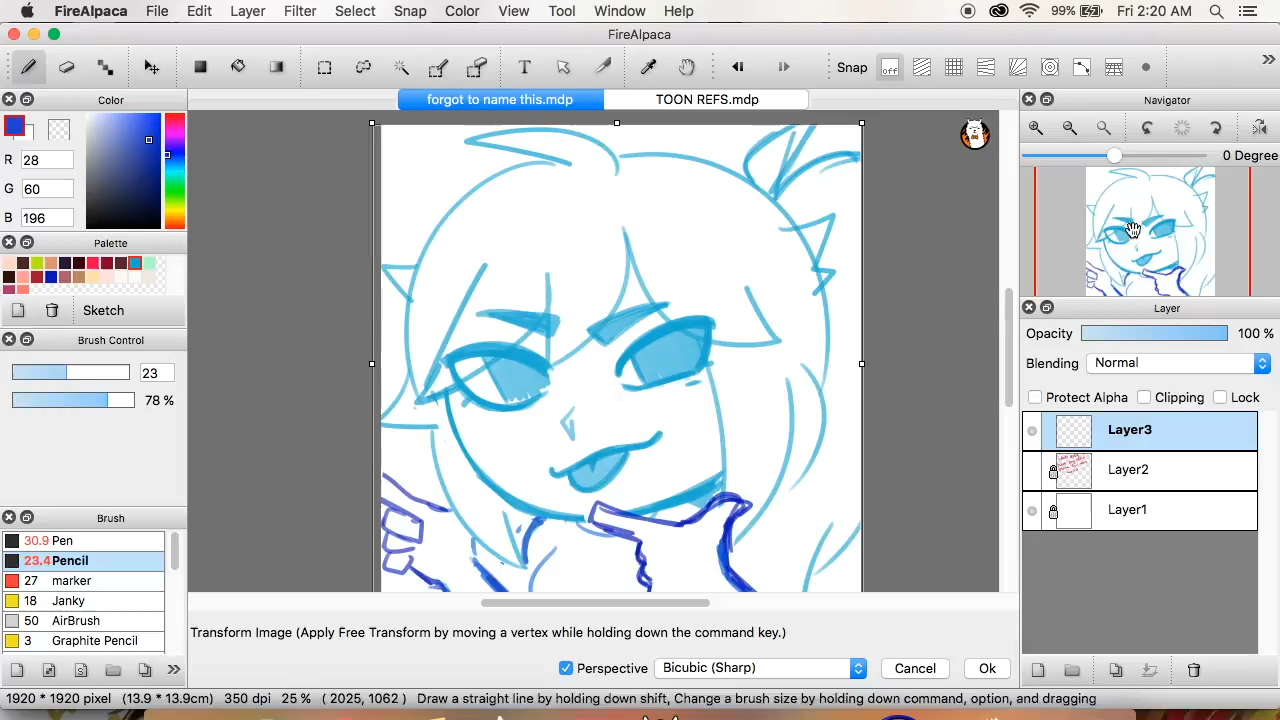 FireAlpaca File Edit Layer Filter Select Snap Color View Tool Window Help 99% Fri 2:20 AM
FireAlpaca
Snap off
Color forgot to name this.mdp TOON REFS.mdp Navigator
R 28
G 60
B 196
0 Degree
Palette
Sketch
Brush Control
23
78 %
Brush
30.9 Pen
23.4 Pencil
27 marker
18 Janky
50 AirBrush
3 Graphite Pencil
Layer
Opacity 100 %
Blending Normal
Protect Alpha Clipping Lock
Layer3
Layer2
Layer1
Transform Image (Apply Free Transform by moving a vertex while holding down the command key.)
Perspective Bicubic (Sharp) Cancel Ok
1920 * 1920 pixel (13.9 * 13.9cm) 350 dpi 25 % ( 2025, 1062 ) Draw a straight line by holding down shift, Change a brush size by holding down command, option, and dragging